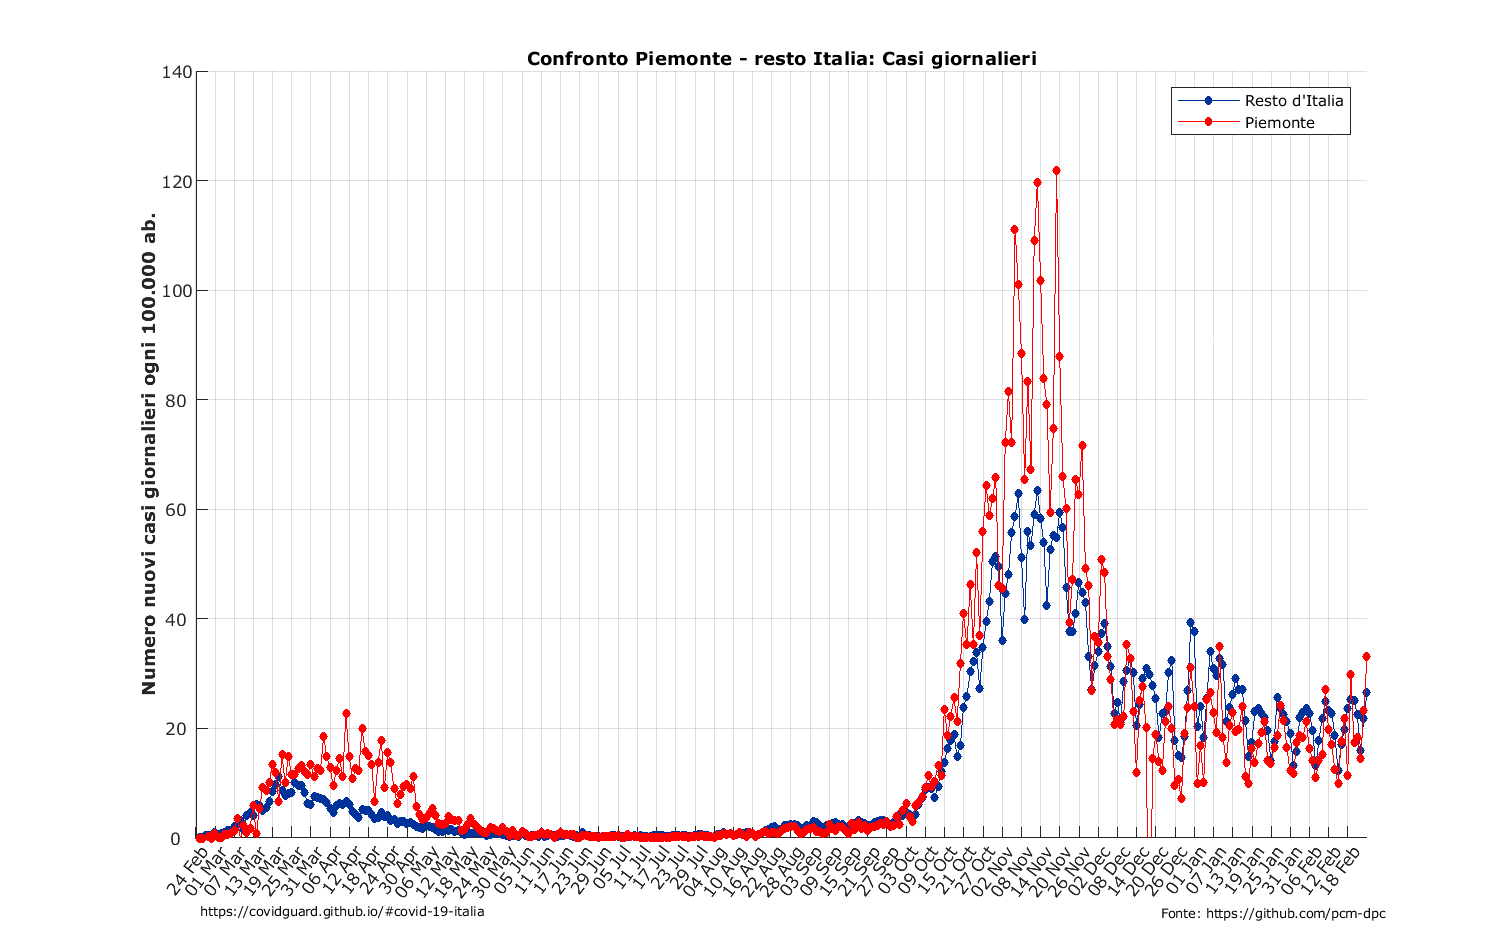 Confronto Piemonte - resto Italia: Casi giornalieri
Resto d'Italia
Piemonte
Numero nuovi casi giornalieri ogni 100.000 ab.
140
120
100
80
60
40
20
0
24 Feb
01 Mar
07 Mar
13 Mar
19 Mar
25 Mar
31 Mar
06 Apr
12 Apr
18 Apr
24 Apr
30 Apr
06 May
12 May
18 May
24 May
30 May
05 Jun
11 Jun
17 Jun
23 Jun
29 Jun
05 Jul
11 Jul
17 Jul
23 Jul
29 Jul
04 Aug
10 Aug
16 Aug
22 Aug
28 Aug
03 Sep
09 Sep
15 Sep
21 Sep
27 Sep
03 Oct
09 Oct
15 Oct
21 Oct
27 Oct
02 Nov
08 Nov
14 Nov
20 Nov
26 Nov
02 Dec
08 Dec
14 Dec
20 Dec
26 Dec
01 Jan
07 Jan
13 Jan
19 Jan
25 Jan
31 Jan
06 Feb
12 Feb
18 Feb
https://covidguard.github.io/#covid-19-italia
Fonte: https://github.com/pcm-dpc